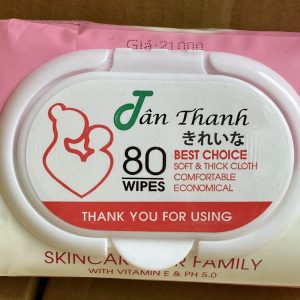 Giá: 21000
Tân Thanh
きれいな
80
WIPES
BEST CHOICE
SOFT & THICK CLOTH
COMFORTABLE
ECONOMICAL
THANK YOU FOR USING
FAMILY
WITH VITAMIN E & PH 5.0